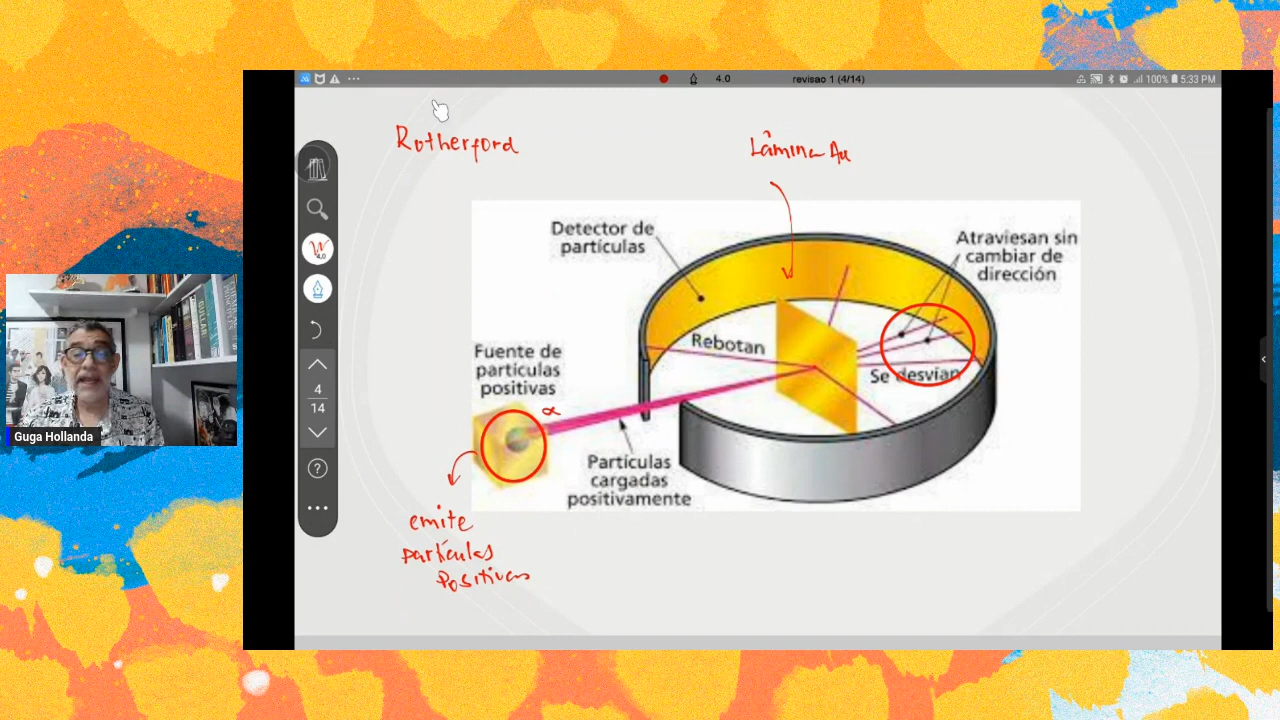 4.0
revisao 1 (4/14)
100%
5:33 PM
Rotherford
Lâmina Au
Detector de
partículas
Atraviesan sin
cambiar de
dirección
Rebotan
Se desvían
Fuente de
partículas
positivas
α
Partículas
cargadas
positivamente
emite
partículas
Positivas
4.0
4
14
?
Guga Hollanda